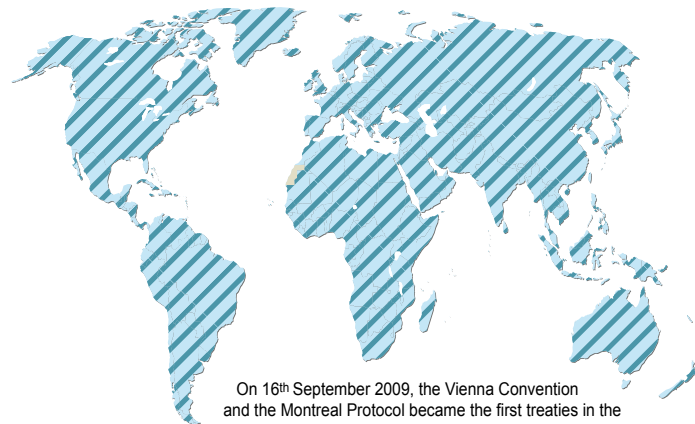 On 16th September 2009, the Vienna Convention
and the Montreal Protocol became the first treaties in the